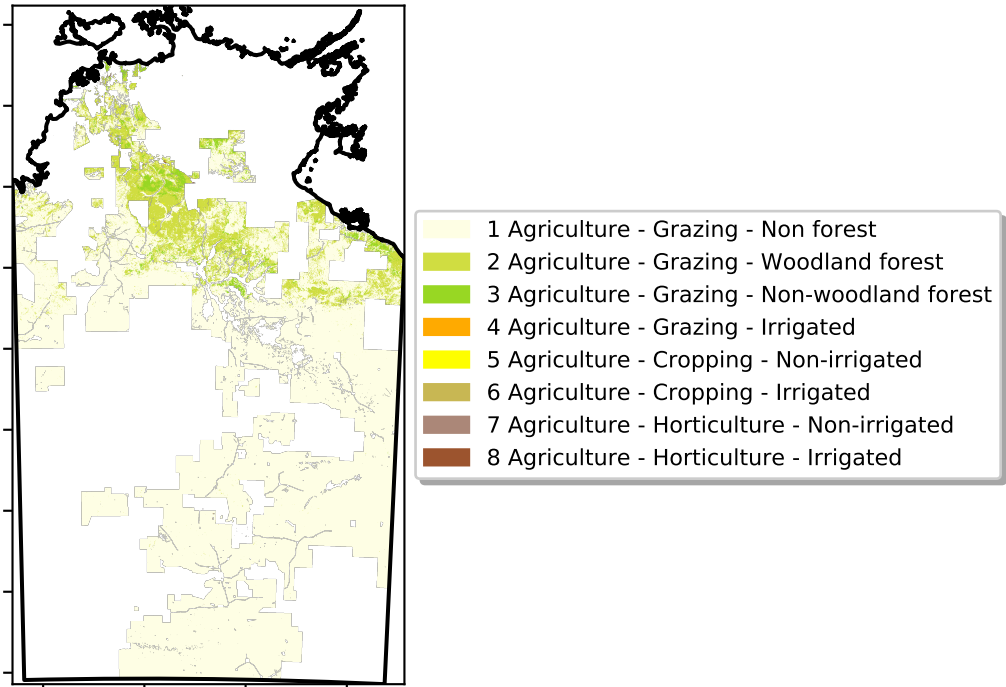 1 Agriculture - Grazing - Non forest
2 Agriculture - Grazing - Woodland forest
3 Agriculture - Grazing - Non-woodland forest
4 Agriculture - Grazing - Irrigated
5 Agriculture - Cropping - Non-irrigated
6 Agriculture - Cropping - Irrigated
7 Agriculture - Horticulture - Non-irrigated
8 Agriculture - Horticulture - Irrigated